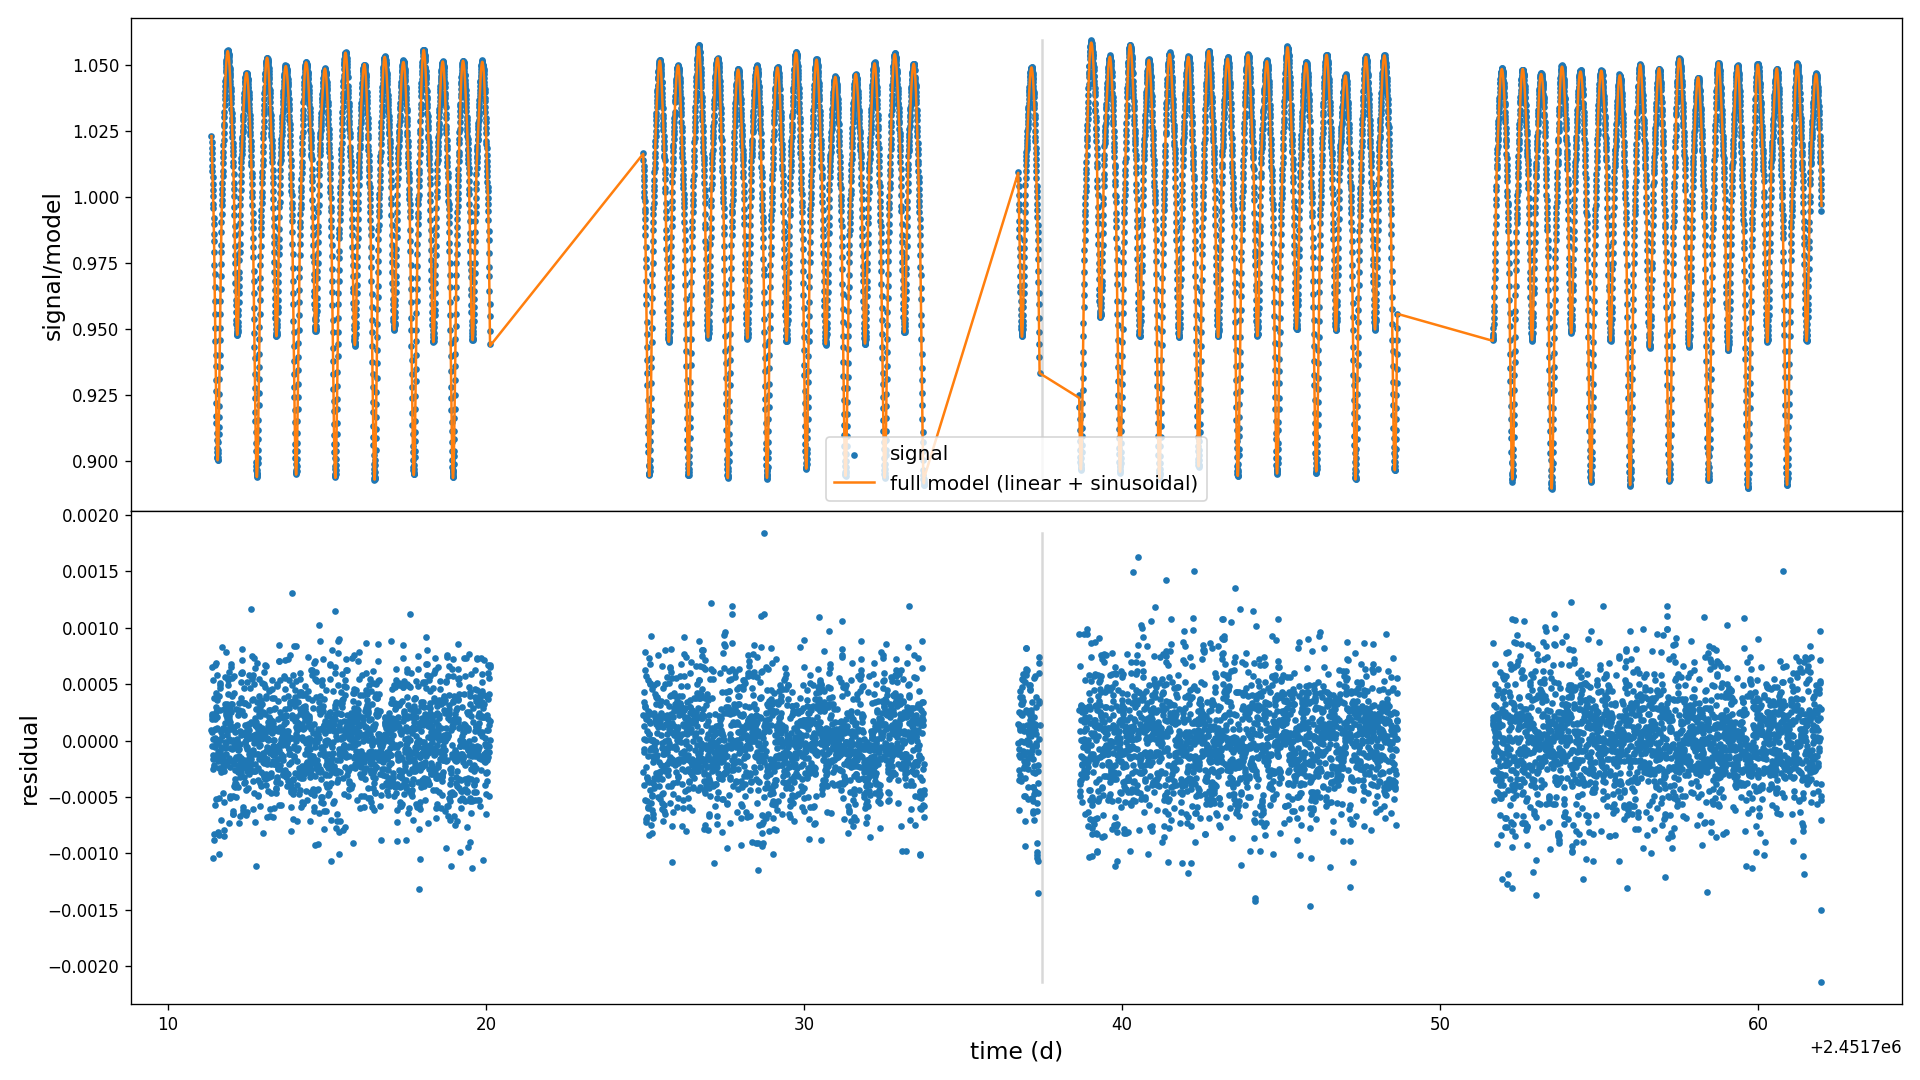 1.050
1.025
1.000
0.975
0.950
0.925
0.900
signal/model
signal
full model (linear + sinusoidal)
0.0020
0.0015
0.0010
0.0005
0.0000
−0.0005
−0.0010
−0.0015
−0.0020
residual
10 20 30 40 50 60
time (d)
+2.4517e6